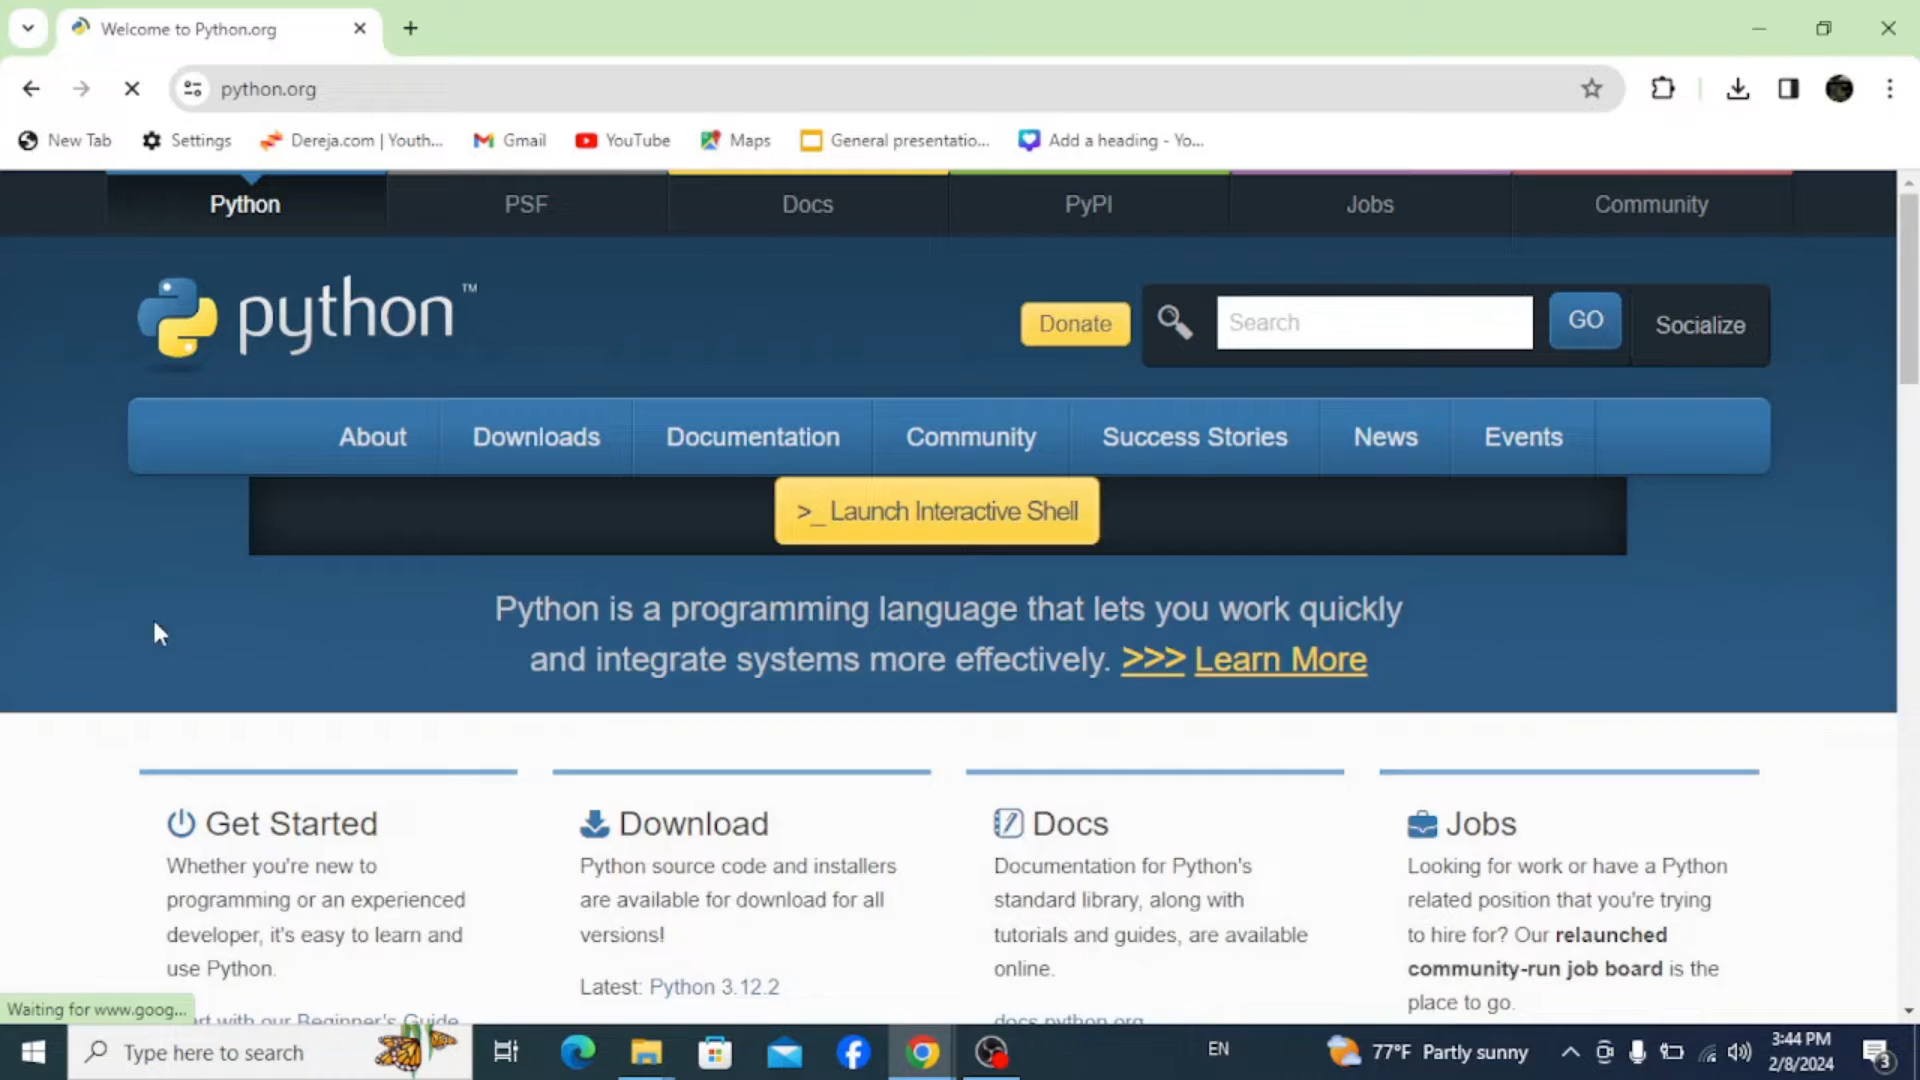 Welcome to Python.org
python.org
New Tab
Settings
Dereja.com | Youth...
Gmail
YouTube
Maps
General presentatio...
Add a heading - Yo...
Python
PSF
Docs
PyPI
Jobs
Community
python™
Donate
Search
GO
Socialize
About
Downloads
Documentation
Community
Success Stories
News
Events
>_ Launch Interactive Shell
Python is a programming language that lets you work quickly
and integrate systems more effectively. >>> Learn More
Get Started
Whether you're new to
programming or an experienced
developer, it's easy to learn and
use Python.
Download
Python source code and installers
are available for download for all
versions!
Latest: Python 3.12.2
Docs
Documentation for Python's
standard library, along with
tutorials and guides, are available
online.
docs.python.org
Jobs
Looking for work or have a Python
related position that you're trying
to hire for? Our relaunched
community-run job board is the
place to go.
Waiting for www.goog...
with our Beginner's Guide
Type here to search
EN
77°F Partly sunny
3:44 PM
2/8/2024
3